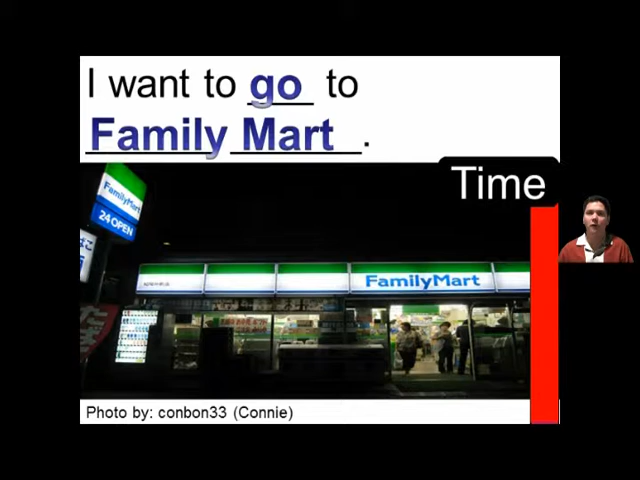 I want to go to
Family Mart.
Time
FamilyMart
24 OPEN
FamilyMart
Photo by: conbon33 (Connie)